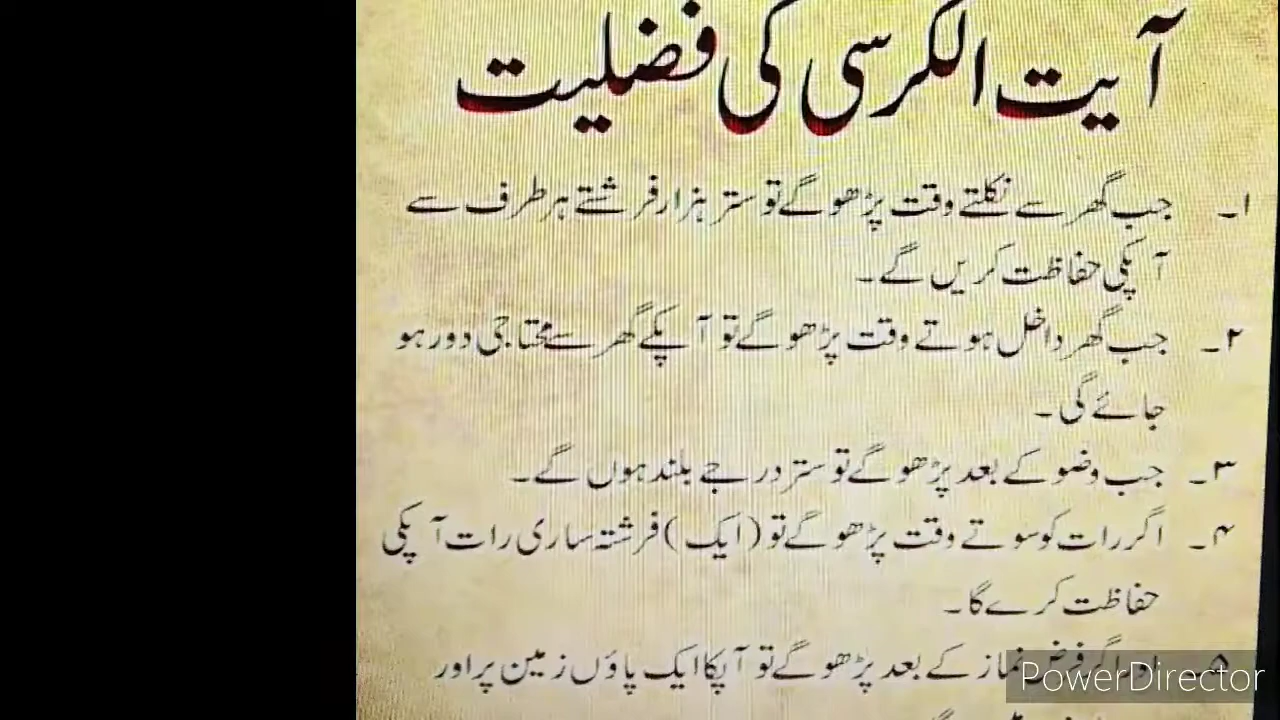 آیت الکرسی کی فضلیت
۱۔ جب گھر سے نکلتے وقت پڑھو گے تو ستر ہزار فرشتے ہر طرف سے
آپکی حفاظت کریں گے۔
۲۔ جب گھر داخل ہوتے وقت پڑھو گے تو آپکے گھر سے محتاجی دور ہو
جائے گی۔
۳۔ جب وضو کے بعد پڑھو گے تو ستر درجے بلند ہوں گے۔
۴۔ اگر رات کو سوتے وقت پڑھو گے تو (ایک) فرشتہ ساری رات آپکی
حفاظت کرے گا۔
۵۔ اور اگر فرض نماز کے بعد پڑھو گے تو آپکا ایک پاؤں زمین پر اور
PowerDirector